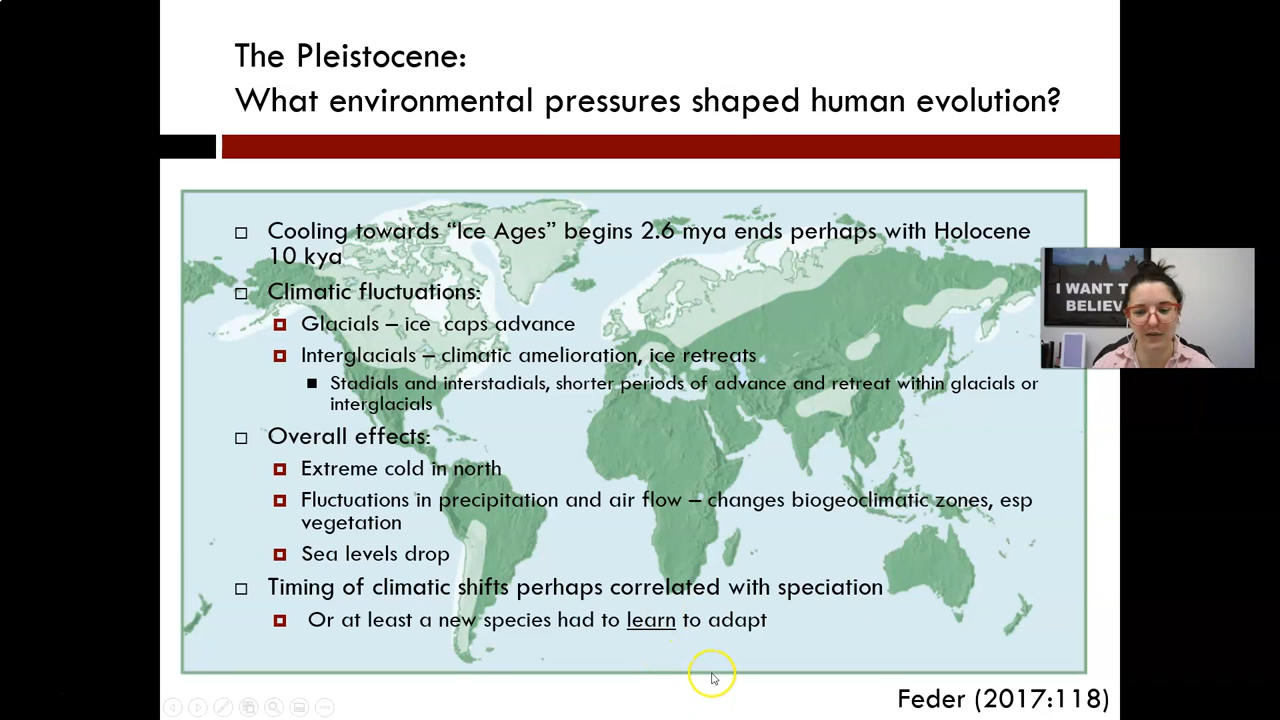 The Pleistocene:
What environmental pressures shaped human evolution?
Cooling towards “Ice Ages” begins 2.6 mya ends perhaps with Holocene
10 kya
Climatic fluctuations:
Glacials – ice caps advance
Interglacials – climatic amelioration, ice retreats
Stadials and interstadials, shorter periods of advance and retreat within glacials or
interglacials
Overall effects:
Extreme cold in north
Fluctuations in precipitation and air flow – changes biogeoclimatic zones, esp
vegetation
Sea levels drop
Timing of climatic shifts perhaps correlated with speciation
Or at least a new species had to learn to adapt
Feder (2017:118)
I WANT T
BELIEV